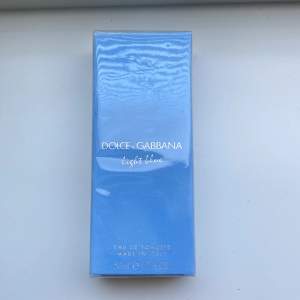 DOLCE & GABBANA
light blue
EAU DE TOILETTE
MADE IN ITALY